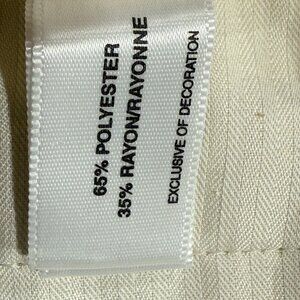 65% POLYESTER
35% RAYON/RAYONNE
EXCLUSIVE OF DECORATION